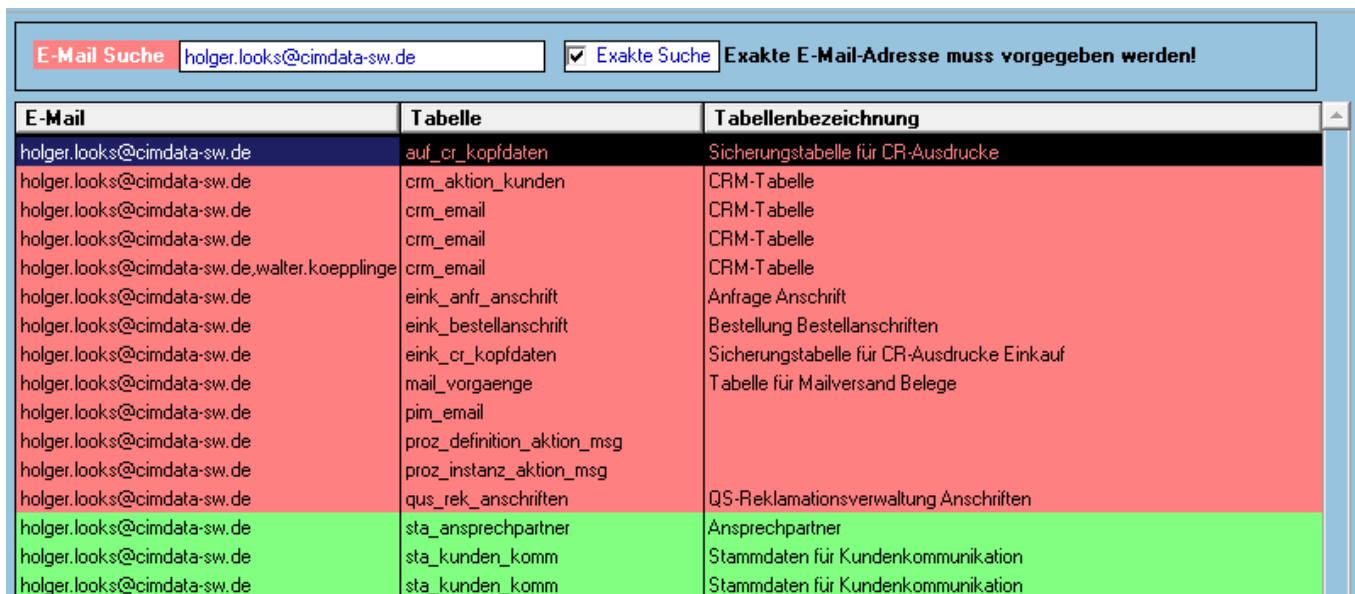 E-Mail Suche holger.looks@cimdata-sw.de Exakte Suche Exakte E-Mail-Adresse muss vorgegeben werden!
E-Mail Tabelle Tabellenbezeichnung
holger.looks@cimdata-sw.de auf_cr_kopfdaten Sicherungstabelle für CR-Ausdrucke
holger.looks@cimdata-sw.de crm_aktion_kunden CRM-Tabelle
holger.looks@cimdata-sw.de crm_email CRM-Tabelle
holger.looks@cimdata-sw.de crm_email CRM-Tabelle
holger.looks@cimdata-sw.de,walter.koepplinge crm_email CRM-Tabelle
holger.looks@cimdata-sw.de eink_anfr_anschrift Anfrage Anschrift
holger.looks@cimdata-sw.de eink_bestellanschrift Bestellung Bestellanschriften
holger.looks@cimdata-sw.de eink_cr_kopfdaten Sicherungstabelle für CR-Ausdrucke Einkauf
holger.looks@cimdata-sw.de mail_vorgaenge Tabelle für Mailversand Belege
holger.looks@cimdata-sw.de pim_email
holger.looks@cimdata-sw.de proz_definition_aktion_msg
holger.looks@cimdata-sw.de proz_instanz_aktion_msg
holger.looks@cimdata-sw.de qus_rek_anschriften QS-Reklamationsverwaltung Anschriften
holger.looks@cimdata-sw.de sta_ansprechpartner Ansprechpartner
holger.looks@cimdata-sw.de sta_kunden_komm Stammdaten für Kundenkommunikation
holger.looks@cimdata-sw.de sta_kunden_komm Stammdaten für Kundenkommunikation